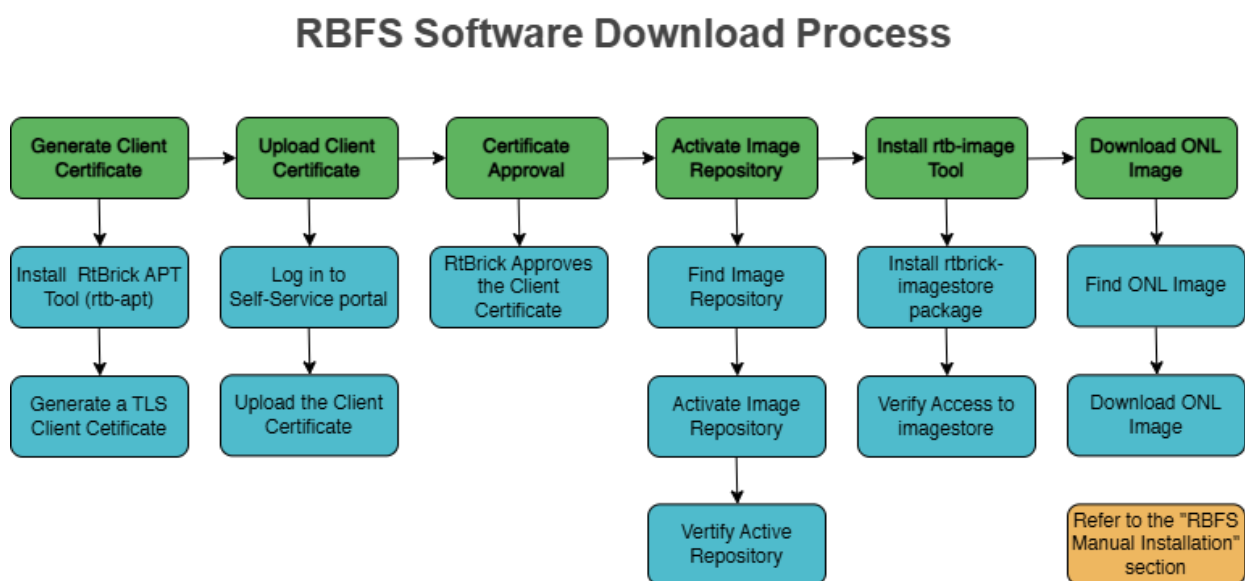 RBFS Software Download Process
Generate Client
Certificate
Upload Client
Certificate
Certificate
Approval
Activate Image
Repository
Install rtb-image
Tool
Download ONL
Image
Install RtBrick APT
Tool (rtb-apt)
Log in to
Self-Service portal
RtBrick Approves
the Client
Certificate
Find Image
Repository
Install rtbrick-
imagestore
package
Find ONL Image
Generate a TLS
Client Cetificate
Upload the Client
Certificate
Activate Image
Repository
Verify Access to
imagestore
Download ONL
Image
Vertify Active
Repository
Refer to the "RBFS
Manual Installation"
section